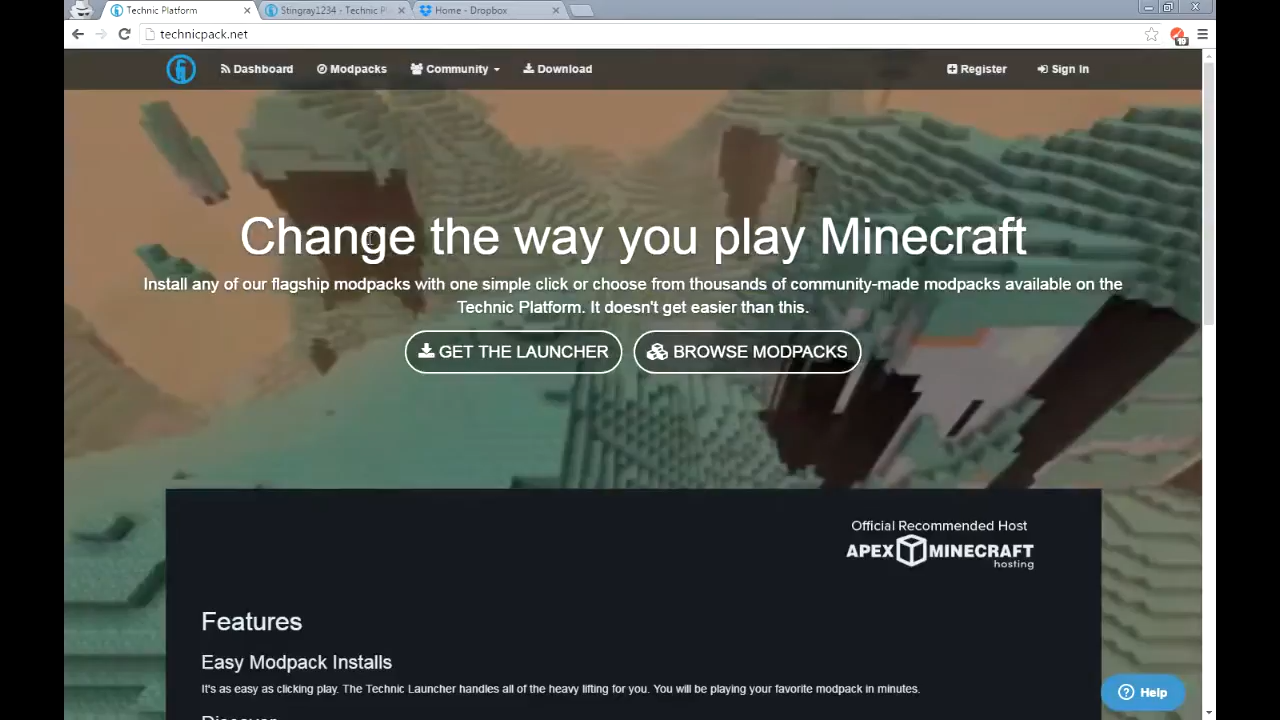 Technic Platform
Stingray1234 - Technic Pl
Home - Dropbox
technicpack.net
19
Dashboard
Modpacks
Community
Download
Register
Sign In
Change the way you play Minecraft
Install any of our flagship modpacks with one simple click or choose from thousands of community-made modpacks available on the
Technic Platform. It doesn't get easier than this.
GET THE LAUNCHER
BROWSE MODPACKS
Official Recommended Host
APEX MINECRAFT
hosting
Features
Easy Modpack Installs
It's as easy as clicking play. The Technic Launcher handles all of the heavy lifting for you. You will be playing your favorite modpack in minutes.
Discover
Help